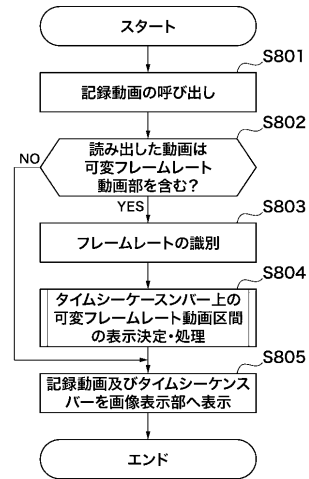 スタート
S801
記録動画の呼び出し
S802
読み出した動画は
可変フレームレート
動画部を含む?
NO
YES
S803
フレームレートの識別
S804
タイムシーケースンバー上の
可変フレームレート動画区間
の表示決定・処理
S805
記録動画及びタイムシーケンス
バーを画像表示部へ表示
エンド